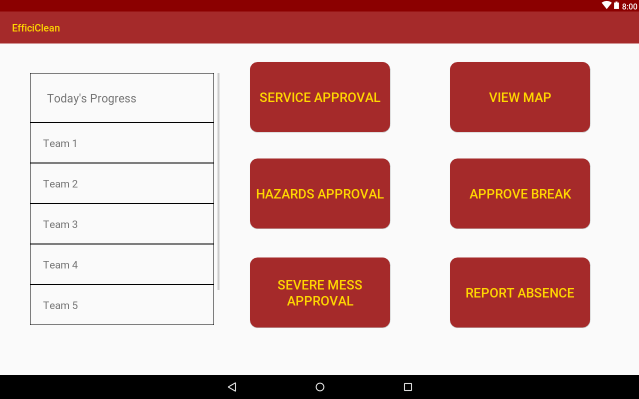 8:00
EfficiClean
Today's Progress
Team 1
Team 2
Team 3
Team 4
Team 5
SERVICE APPROVAL
VIEW MAP
HAZARDS APPROVAL
APPROVE BREAK
SEVERE MESS
APPROVAL
REPORT ABSENCE